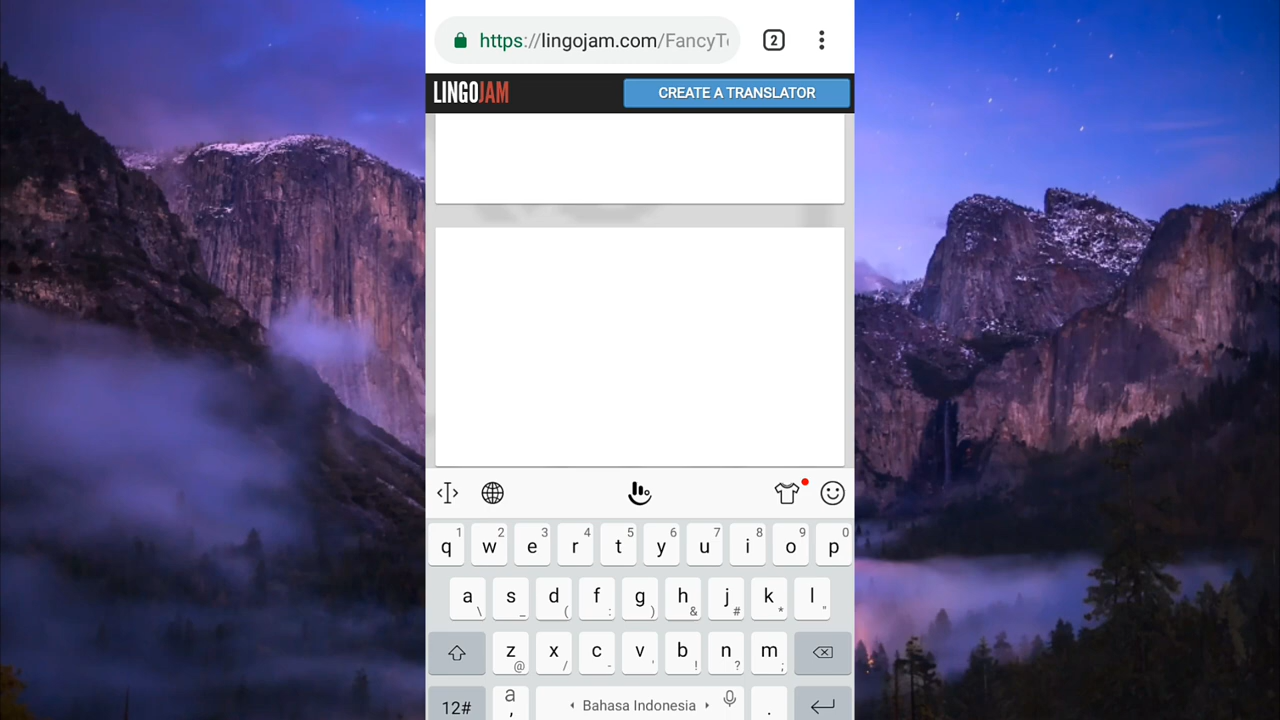 https://lingojam.com/FancyT
2
LINGOJAM
CREATE A TRANSLATOR
q 1 w 2 e 3 r 4 t 5 y 6 u 7 i 8 o 9 p 0
a \ s _ d ( f : g ) h & j # k * l "
z @ x / c - v ' b ! n ? m ;
12# a , Bahasa Indonesia .